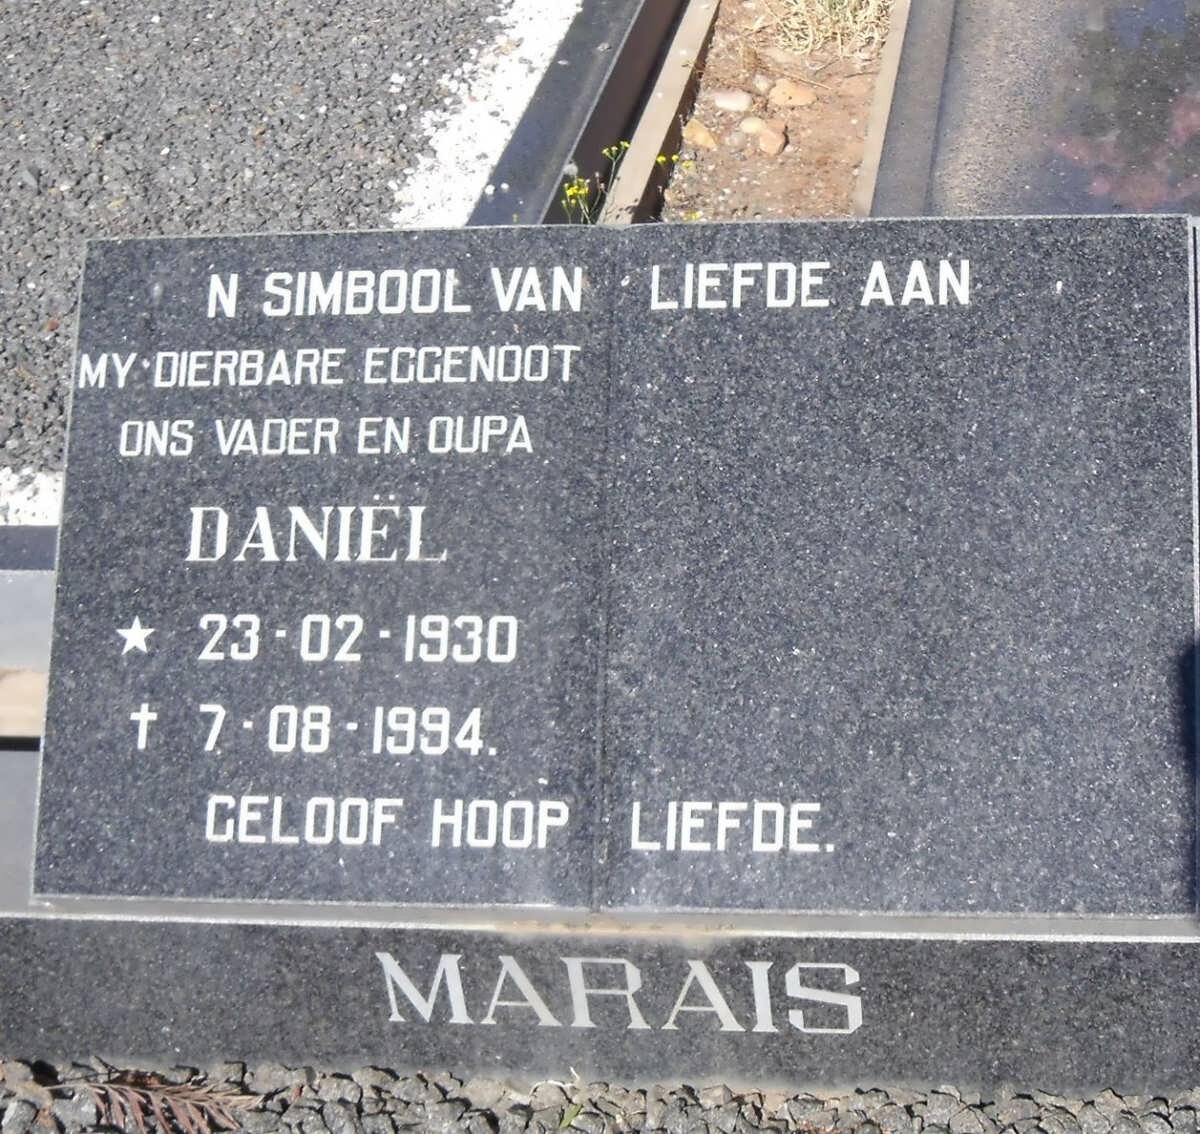 N SIMBOOL VAN LIEFDE AAN
MY DIERBARE EGGENOOT
ONS VADER EN OUPA
DANIËL
★ 23-02-1930
✝ 7-08-1994.
GELOOF HOOP LIEFDE.
MARAIS